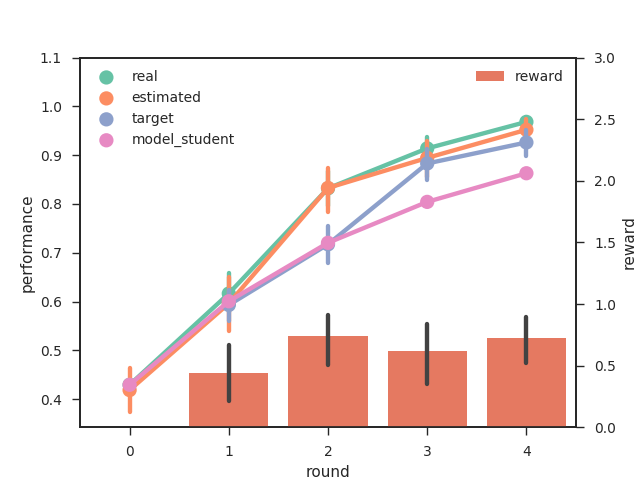 real
estimated
target
model_student
reward
1.1
1.0
0.9
0.8
0.7
0.6
0.5
0.4
performance
3.0
2.5
2.0
1.5
1.0
0.5
0.0
reward
0 1 2 3 4
round